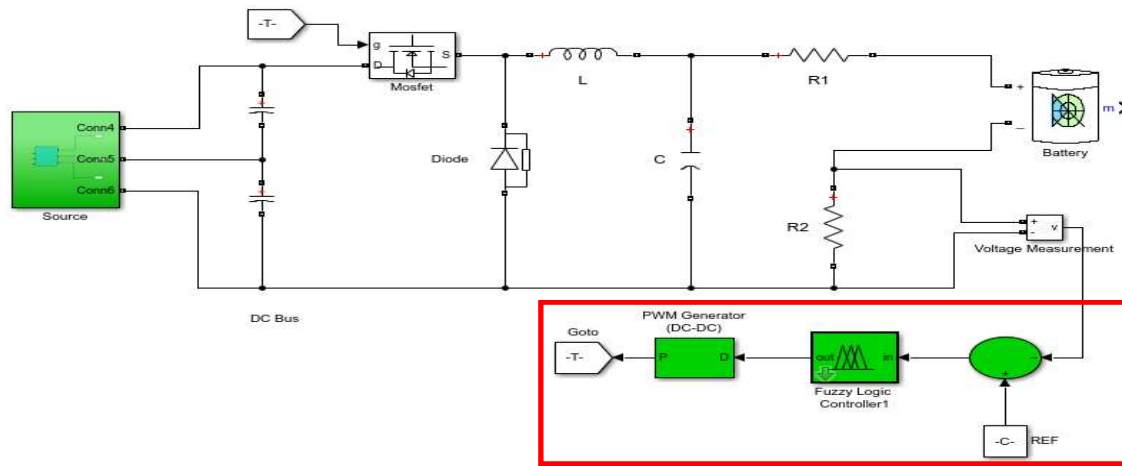 -T-
g
D
S
Mosfet
L
R1
+
–
m
Battery
Conn4
Conn5
Conn6
Source
Diode
C
R2
+
-
v
Voltage Measurement
DC Bus
Goto
-T-
PWM Generator
(DC-DC)
P
D
out
in
Fuzzy Logic
Controller1
–
+
-C-
REF